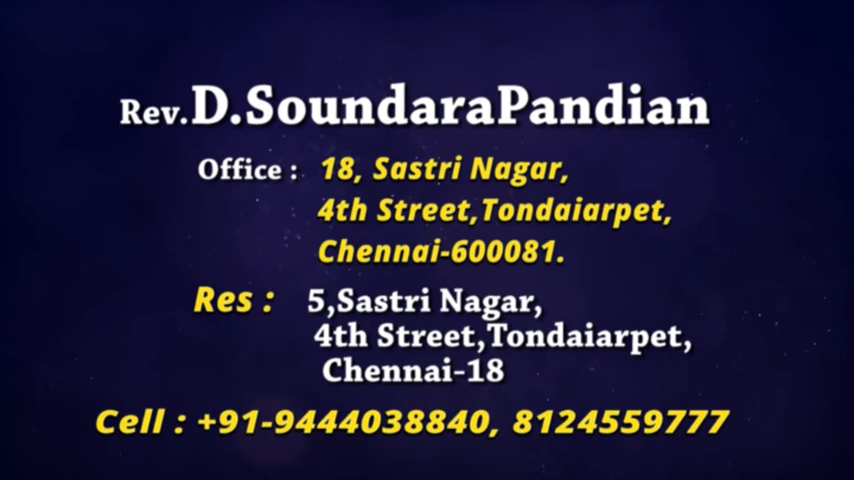 Rev.D.SoundaraPandian
Office : 18, Sastri Nagar,
4th Street,Tondaiarpet,
Chennai-600081.
Res : 5,Sastri Nagar,
4th Street,Tondaiarpet,
Chennai-18
Cell : +91-9444038840, 8124559777